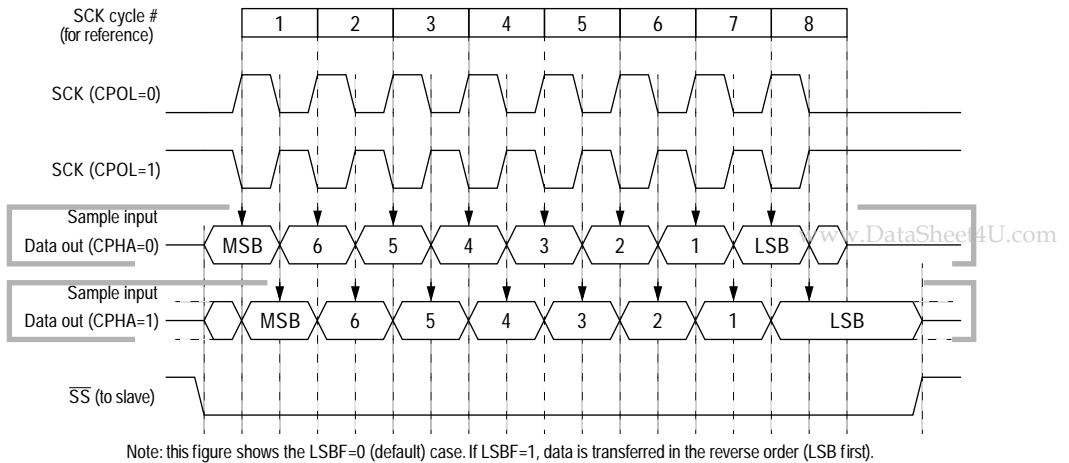 SCK cycle #
(for reference)
1 2 3 4 5 6 7 8
SCK (CPOL=0)
SCK (CPOL=1)
Sample input
Data out (CPHA=0)
MSB 6 5 4 3 2 1 LSB
www.DataSheet4U.com
Sample input
Data out (CPHA=1)
MSB 6 5 4 3 2 1 LSB
S̅S̅ (to slave)
Note: this figure shows the LSBF=0 (default) case. If LSBF=1, data is transferred in the reverse order (LSB first).